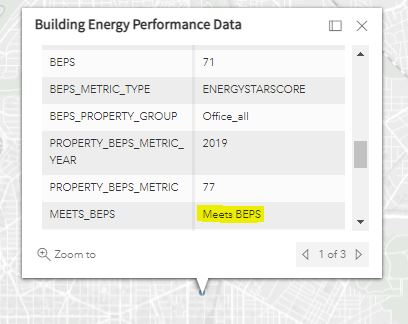 Building Energy Performance Data
BEPS 71
BEPS_METRIC_TYPE ENERGYSTARSCORE
BEPS_PROPERTY_GROUP Office_all
PROPERTY_BEPS_METRIC_ 2019
YEAR
PROPERTY_BEPS_METRIC 77
MEETS_BEPS Meets BEPS
Zoom to 1 of 3